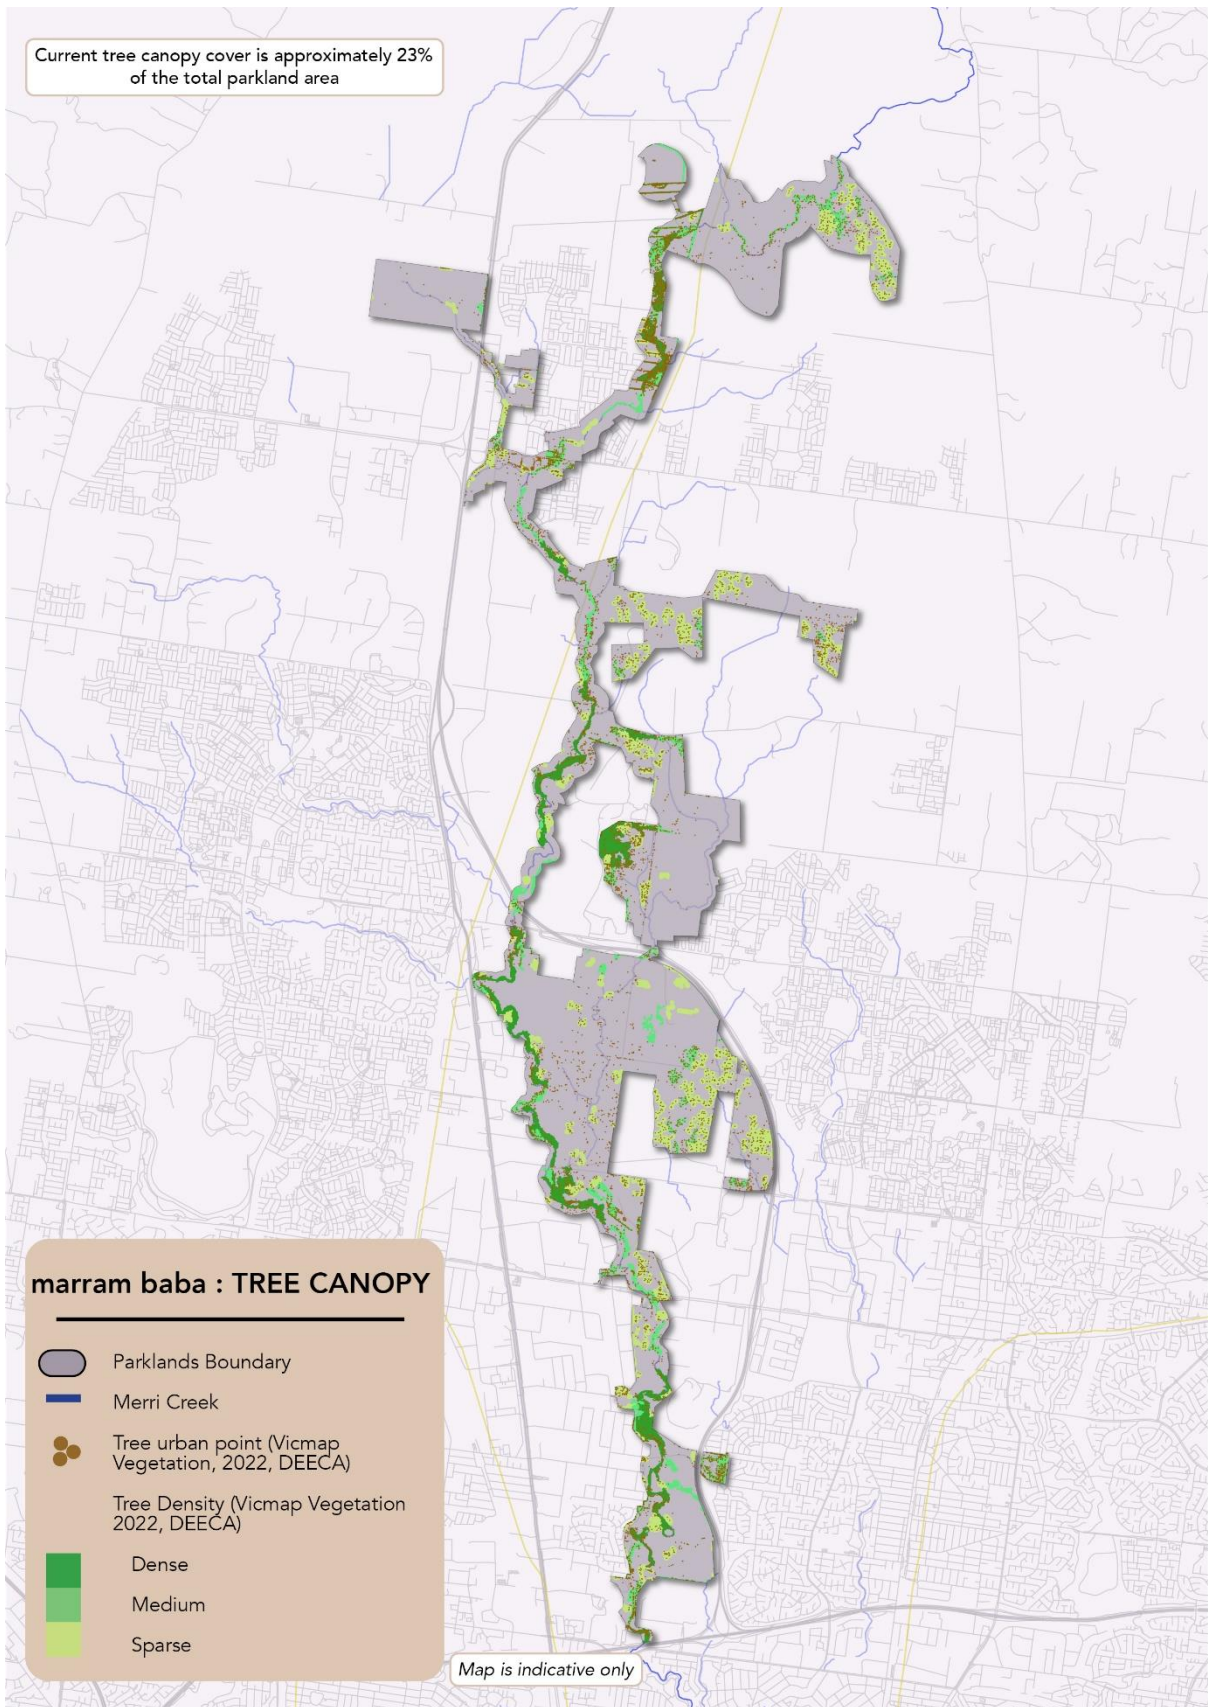 Current tree canopy cover is approximately 23%
of the total parkland area
marram baba : TREE CANOPY
Parklands Boundary
Merri Creek
Tree urban point (Vicmap
Vegetation, 2022, DEECA)
Tree Density (Vicmap Vegetation
2022, DEECA)
Dense
Medium
Sparse
Map is indicative only